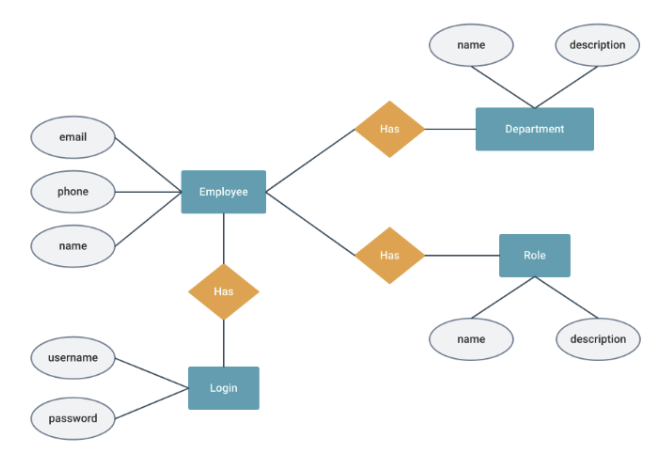 name
description
Has
Department
email
phone
Employee
name
Has
Role
Has
name
description
username
Login
password